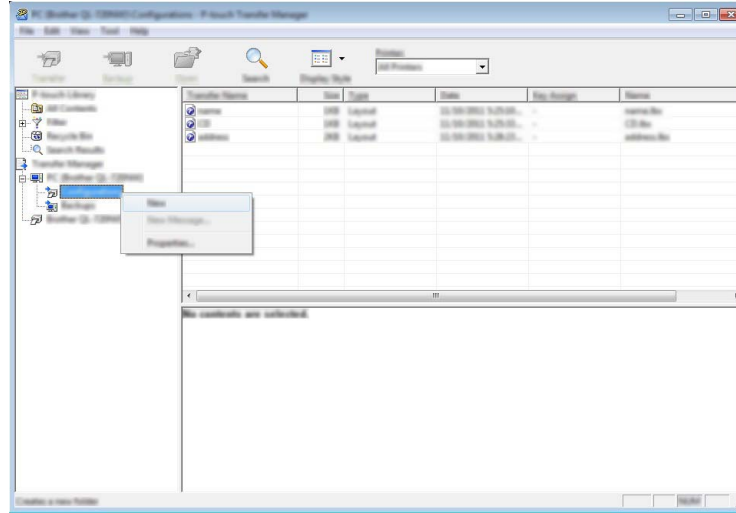 PC (Brother QL-720NW) Configurations - P-touch Transfer Manager
File Edit View Tool Help
Transfer Backup Open Search Display Style
Printer:
All Printers
P-touch Library
All Contents
Filter
Recycle Bin
Search Results
Transfer Manager
PC (Brother QL-720NW)
Configurations
Backups
Brother QL-720NW
Transfer Name Size Type Date Key Assign Name
name 1KB Layout - name.lbx
CD 1KB Layout - CD.lbx
address 2KB Layout - address.lbx
New
New Message...
Properties...
No contents are selected.
Creates a new folder
NUM